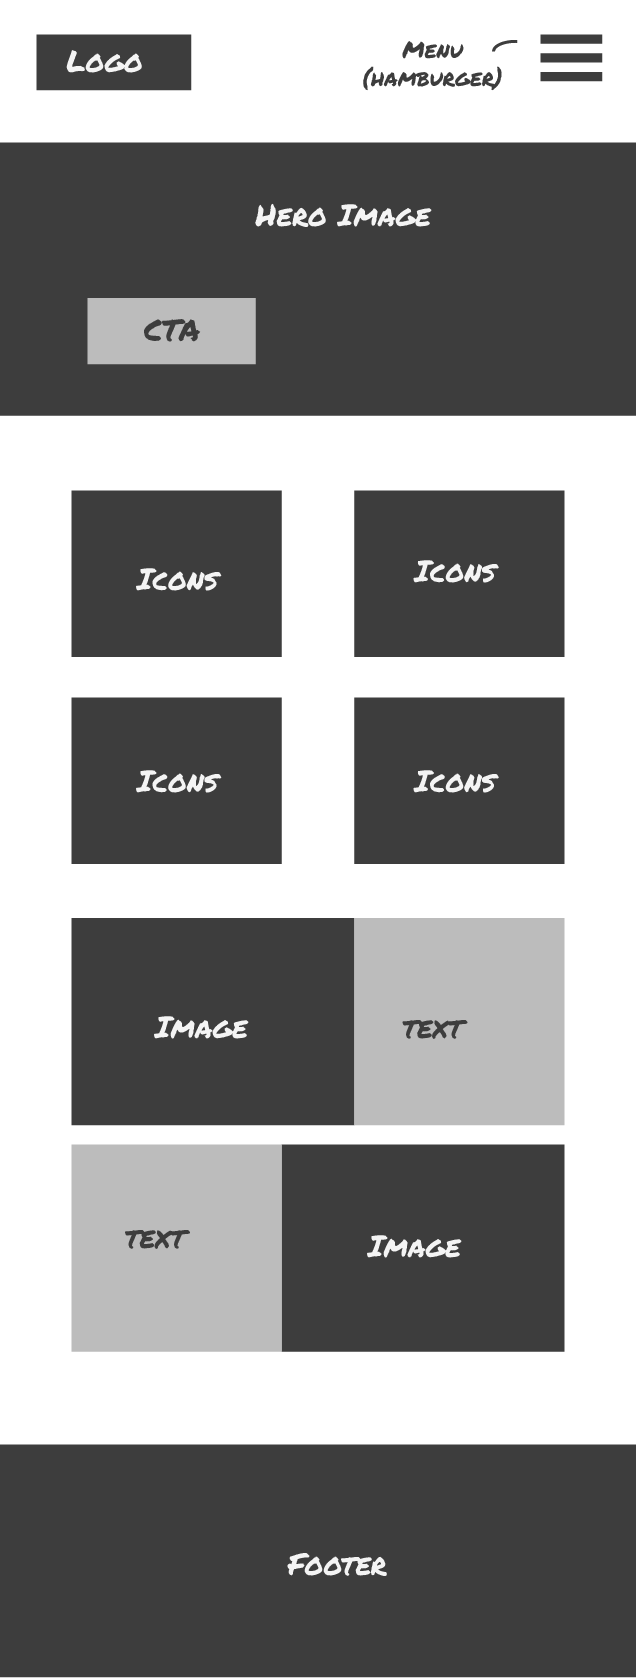 Logo
Menu
(hamburger)
Hero Image
CTA
Icons
Icons
Icons
Icons
Image
text
text
Image
Footer